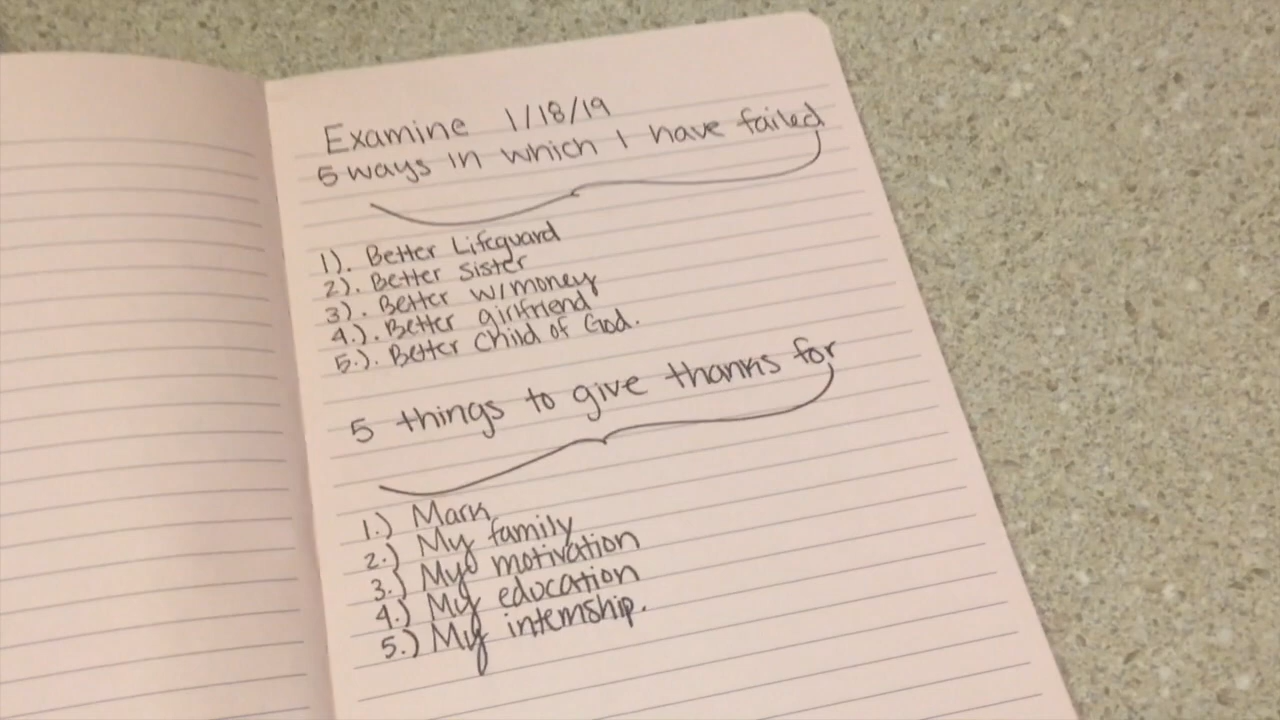 Examine 1/18/19
5 ways in which I have failed
1). Better Lifeguard
2). Better sister
3). Better w/money
4.). Better girlfriend
5.). Better child of God.
5 things to give thanks for
1.) Mark
2.) My family
3.) My motivation
4.) My education
5.) My internship.